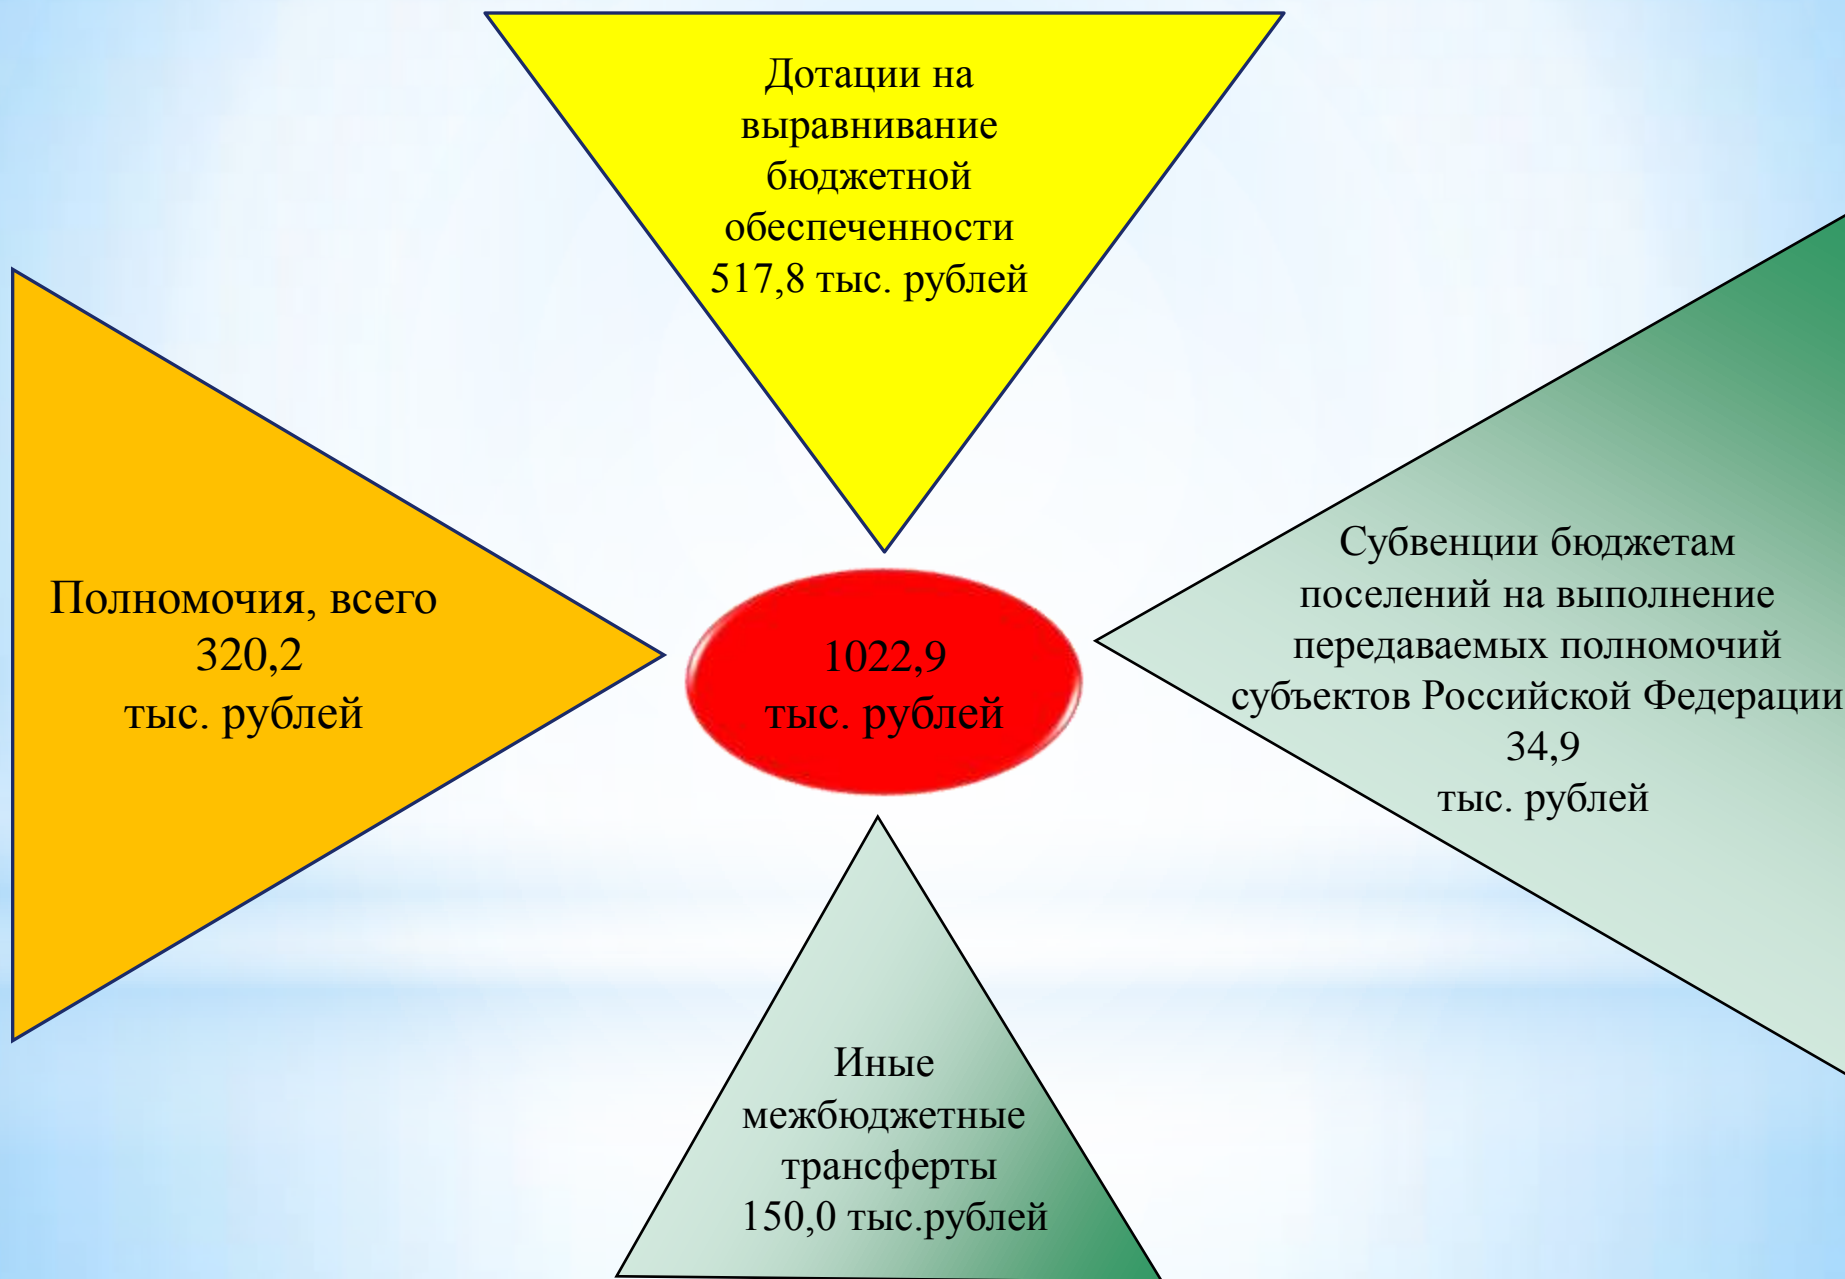 Дотации на
выравнивание
бюджетной
обеспеченности
517,8 тыс. рублей
Полномочия, всего
320,2
тыс. рублей
1022,9
тыс. рублей
Субвенции бюджетам
поселений на выполнение
передаваемых полномочий
субъектов Российской Федерации
34,9
тыс. рублей
Иные
межбюджетные
трансферты
150,0 тыс.рублей